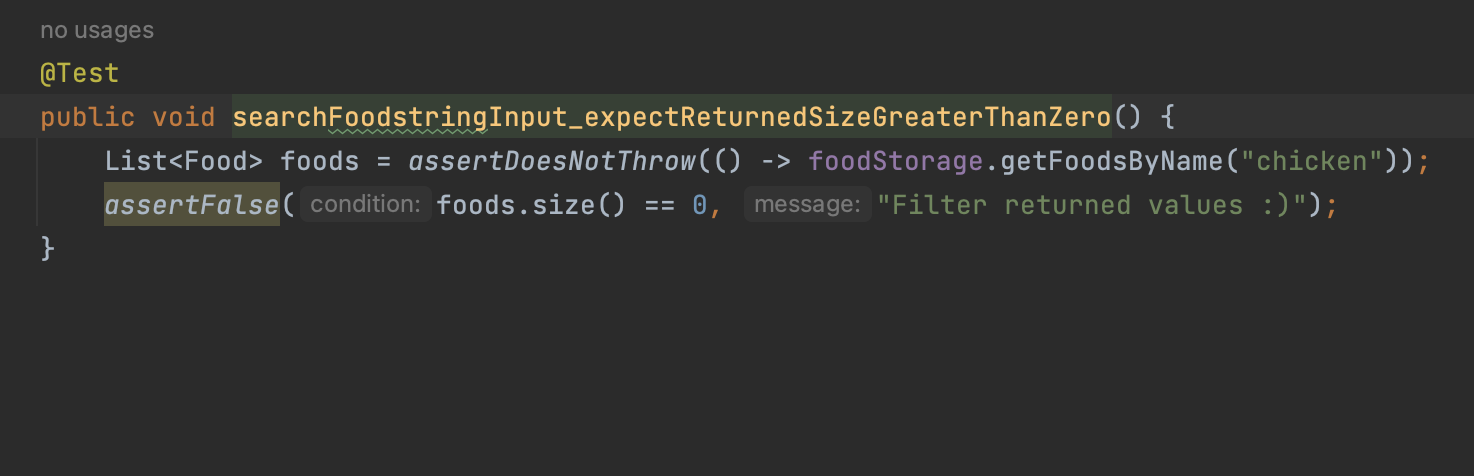 no usages
@Test
public void searchFoodstringInput_expectReturnedSizeGreaterThanZero() {
List<Food> foods = assertDoesNotThrow(() -> foodStorage.getFoodsByName("chicken"));
assertFalse( condition: foods.size() == 0, message: "Filter returned values :)");
}